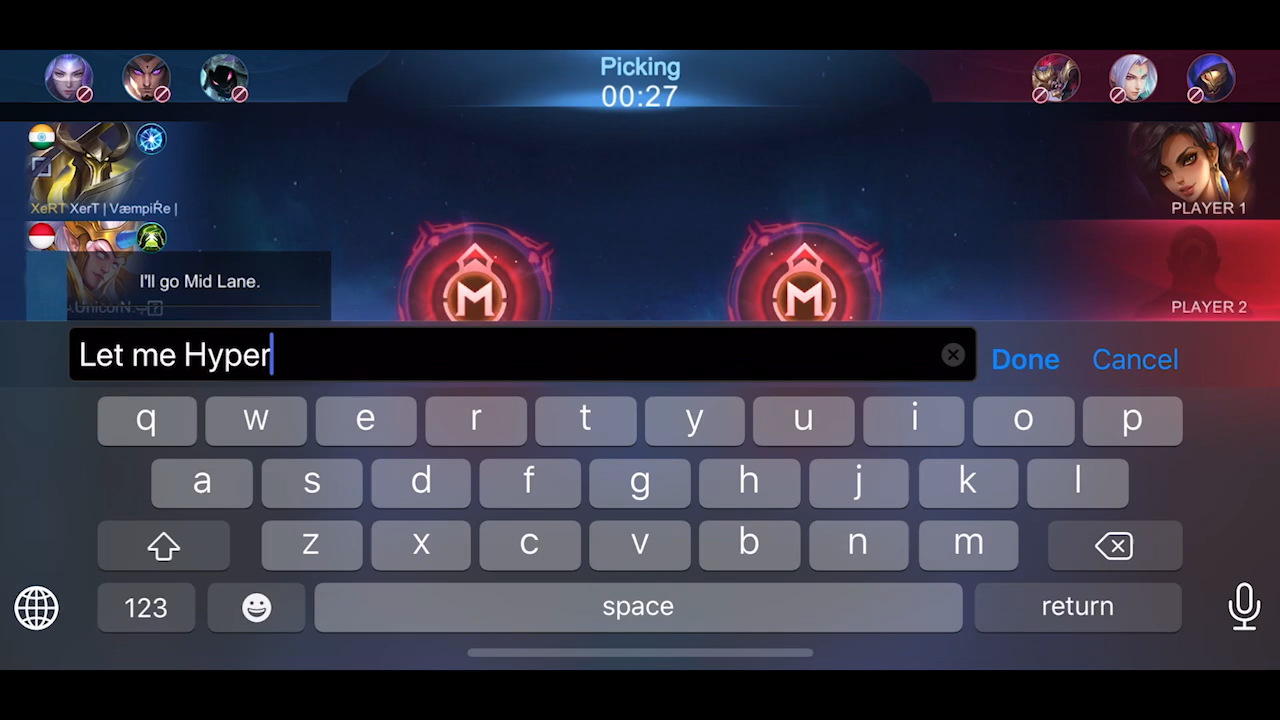 Picking
00:27
XeRT XerT | VæmpiŘe |
PLAYER 1
I'll go Mid Lane.
PLAYER 2
Let me Hyper
Done
Cancel
q w e r t y u i o p
a s d f g h j k l
z x c v b n m
123
space
return